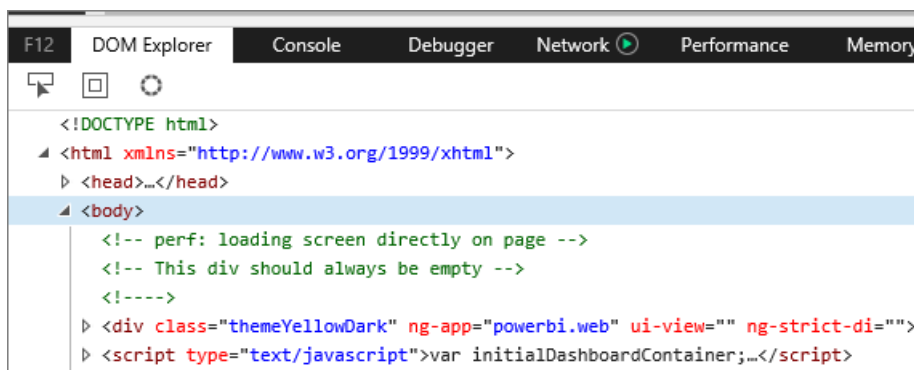 F12 DOM Explorer Console Debugger Network Performance Memory
<!DOCTYPE html>
<html xmlns="http://www.w3.org/1999/xhtml">
<head>…</head>
<body>
<!-- perf: loading screen directly on page -->
<!-- This div should always be empty -->
<!---->
<div class="themeYellowDark" ng-app="powerbi.web" ui-view="" ng-strict-di="">
<script type="text/javascript">var initialDashboardContainer;…</script>